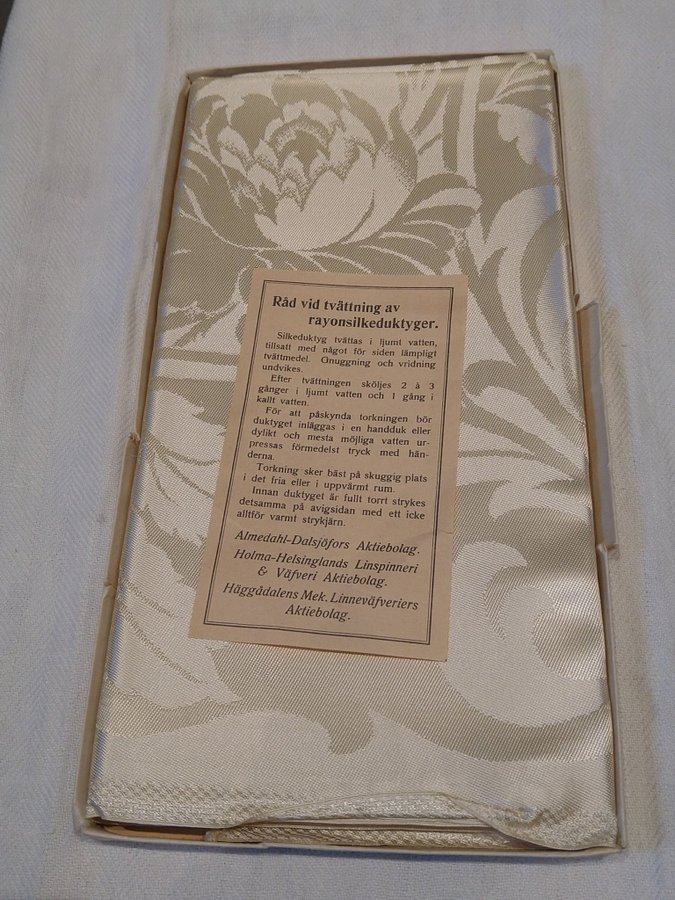 Råd vid tvättning av
rayonsilkeduktyger.
Silkeduktyg tvättas i ljumt vatten,
tillsatt med något för siden lämpligt
tvättmedel. Gnuggning och vridning
undvikes.
Efter tvättningen sköljes 2 à 3
gånger i ljumt vatten och 1 gång i
kallt vatten.
För att påskynda torkningen bör
duktyget inläggas i en handduk eller
dylikt och mesta möjliga vatten ur-
pressas förmedelst tryck med hän-
derna.
Torkning sker bäst på skuggig plats
i det fria eller i uppvärmt rum.
Innan duktyget är fullt torrt strykes
detsamma på avigsidan med ett icke
alltför varmt strykjärn.
Almedahl-Dalsjöfors Aktiebolag.
Holma-Helsinglands Linspinneri
& Väfveri Aktiebolag.
Häggådalens Mek. Linneväfveriers
Aktiebolag.